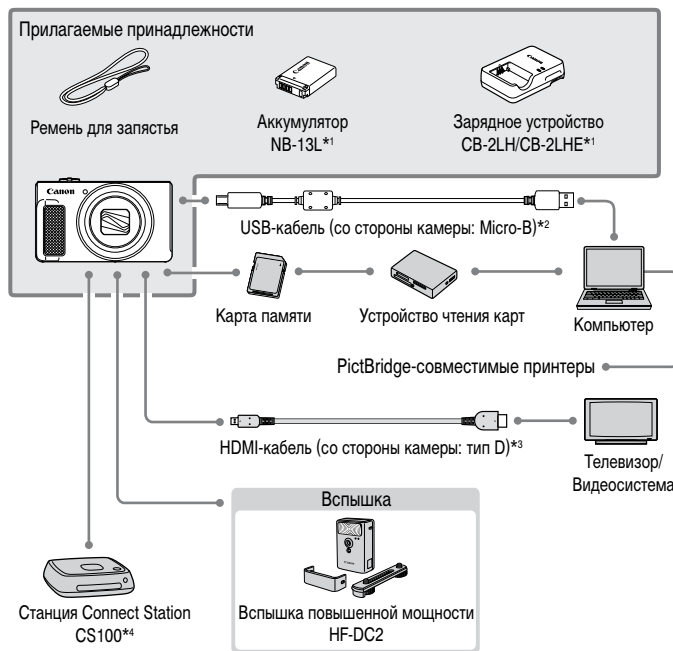 Прилагаемые принадлежности
Ремень для запястья
Аккумулятор
NB-13L*1
Зарядное устройство
CB-2LH/CB-2LHE*1
Canon
USB-кабель (со стороны камеры: Micro-B)*2
Карта памяти
Устройство чтения карт
Компьютер
PictBridge-совместимые принтеры
HDMI-кабель (со стороны камеры: тип D)*3
Телевизор/
Видеосистема
Вспышка
Вспышка повышенной мощности
HF-DC2
Станция Connect Station
CS100*4